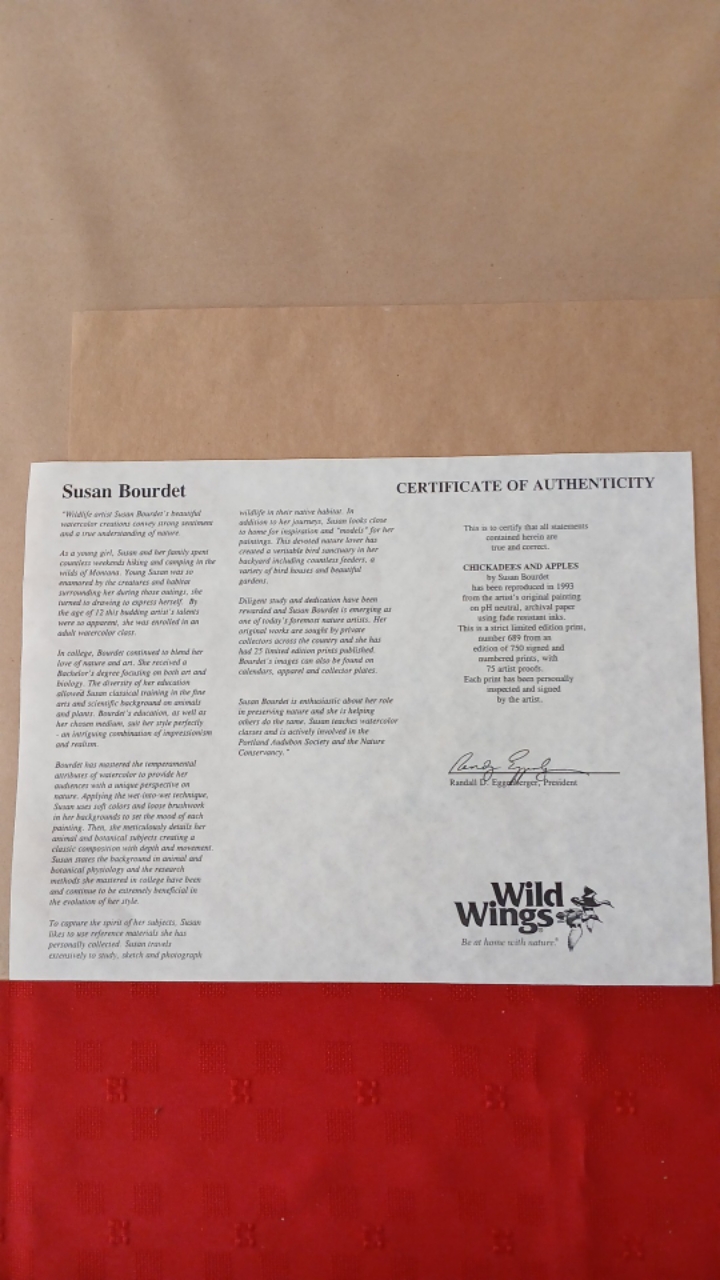 Susan Bourdet
"Wildlife artist Susan Bourdet's beautiful
watercolor creations convey strong sentiment
and a true understanding of nature.
As a young girl, Susan and her family spent
countless weekends hiking and camping in the
wilds of Montana. Young Susan was so
enamored by the creatures and habitat
surrounding her during those outings, she
turned to drawing to express herself. By
the age of 12 this budding artist's talents
were so apparent, she was enrolled in an
adult watercolor class.
In college, Bourdet continued to blend her
love of nature and art. She received a
Bachelor's degree focusing on both art and
biology. The diversity of her education
allowed Susan classical training in the fine
arts and scientific background on animals
and plants. Bourdet's education, as well as
her chosen medium, suit her style perfectly
- an intriguing combination of impressionism
and realism.
Bourdet has mastered the temperamental
attributes of watercolor to provide her
audiences with a unique perspective on
nature. Applying the wet-into-wet technique,
Susan uses soft colors and loose brushwork
in her backgrounds to set the mood of each
painting. Then, she meticulously details her
animal and botanical subjects creating a
classic composition with depth and movement.
Susan states the background in animal and
botanical physiology and the research
methods she mastered in college have been
and continue to be extremely beneficial in
the evolution of her style.
To capture the spirit of her subjects, Susan
likes to use reference materials she has
personally collected. Susan travels
extensively to study, sketch and photograph
wildlife in their native habitat. In
addition to her journeys, Susan looks close
to home for inspiration and "models" for her
paintings. This devoted nature lover has
created a veritable bird sanctuary in her
backyard including countless feeders, a
variety of bird houses and beautiful
gardens.
Diligent study and dedication have been
rewarded and Susan Bourdet is emerging as
one of today's foremost nature artists. Her
original works are sought by private
collectors across the country and she has
had 25 limited edition prints published.
Bourdet's images can also be found on
calendars, apparel and collector plates.
Susan Bourdet is enthusiastic about her role
in preserving nature and she is helping
others do the same. Susan teaches watercolor
classes and is actively involved in the
Portland Audubon Society and the Nature
Conservancy."
CERTIFICATE OF AUTHENTICITY
This is to certify that all statements
contained herein are
true and correct.
CHICKADEES AND APPLES
by Susan Bourdet
has been reproduced in 1993
from the artist's original painting
on pH neutral, archival paper
using fade resistant inks.
This is a strict limited edition print,
number 689 from an
edition of 750 signed and
numbered prints, with
75 artist proofs.
Each print has been personally
inspected and signed
by the artist.
Randall D. Eggenberger, President
Wild
Wings
Be at home with nature.